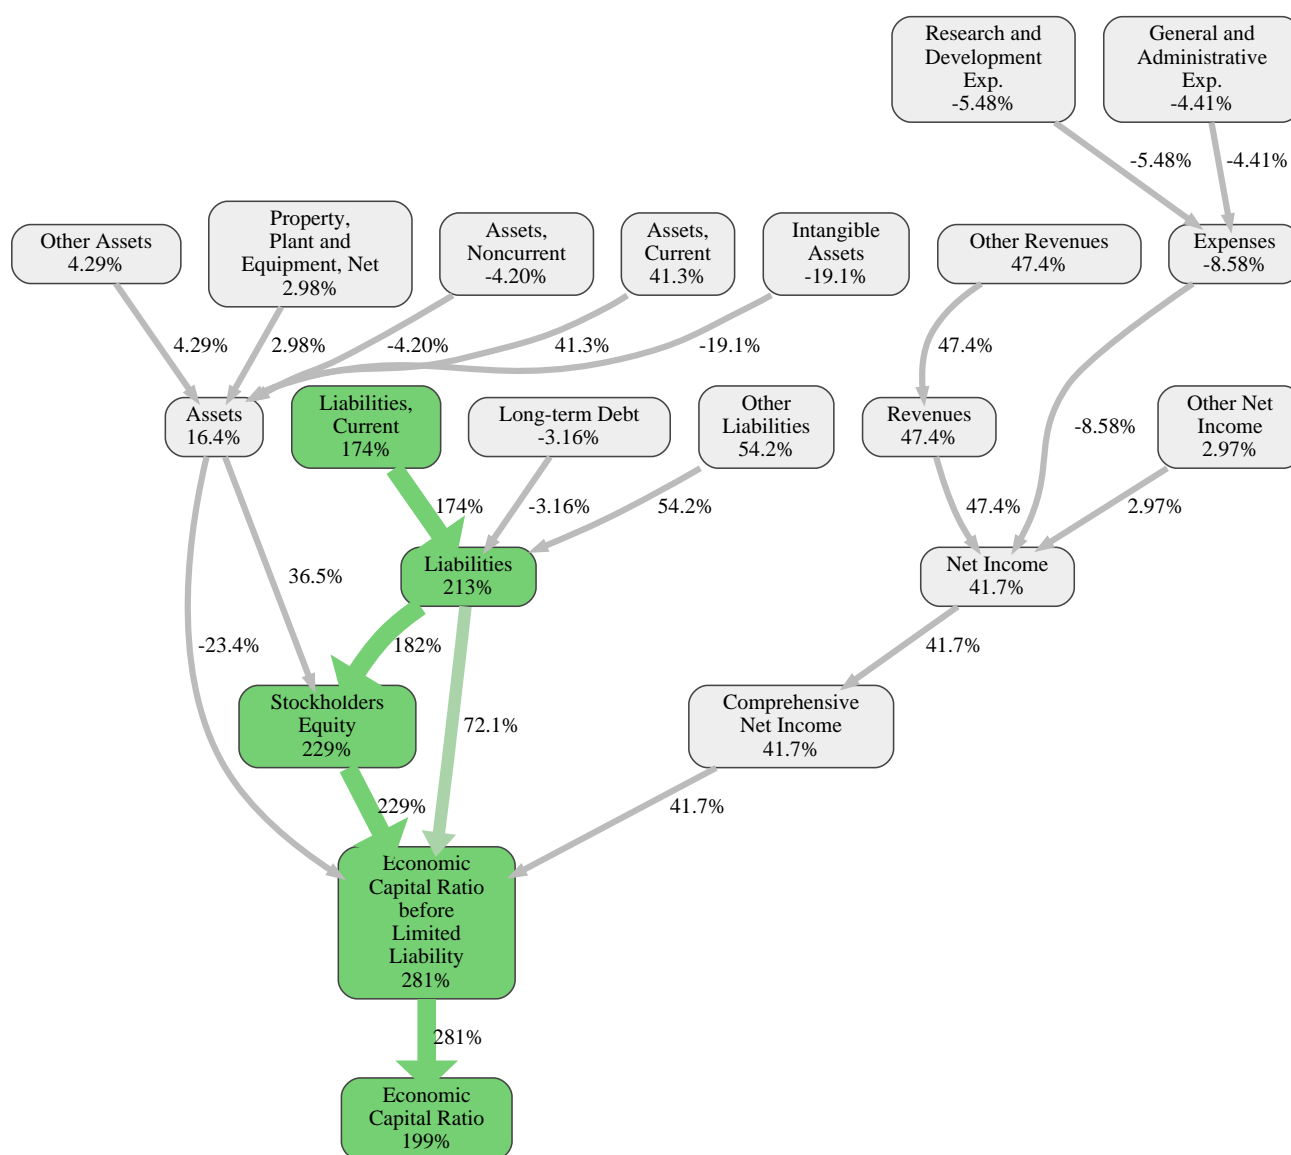 Research and
Development
Exp.
-5.48%
General and
Administrative
Exp.
-4.41%
-5.48%
-4.41%
Other Assets
4.29%
Property,
Plant and
Equipment, Net
2.98%
Assets,
Noncurrent
-4.20%
Assets,
Current
41.3%
Intangible
Assets
-19.1%
Other Revenues
47.4%
Expenses
-8.58%
4.29%
2.98%
-4.20%
41.3%
-19.1%
47.4%
Assets
16.4%
Liabilities,
Current
174%
Long-term Debt
-3.16%
Other
Liabilities
54.2%
Revenues
47.4%
-8.58%
Other Net
Income
2.97%
174%
-3.16%
54.2%
47.4%
2.97%
36.5%
Liabilities
213%
Net Income
41.7%
-23.4%
182%
41.7%
Stockholders
Equity
229%
72.1%
Comprehensive
Net Income
41.7%
229%
41.7%
Economic
Capital Ratio
before
Limited
Liability
281%
281%
Economic
Capital Ratio
199%